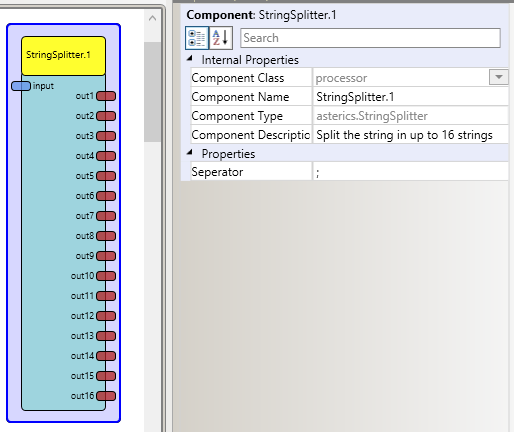 StringSplitter.1
input
out1
out2
out3
out4
out5
out6
out7
out8
out9
out10
out11
out12
out13
out14
out15
out16
Component: StringSplitter.1
A
Z
Search
Internal Properties
Component Class processor
Component Name StringSplitter.1
Component Type asterics.StringSplitter
Component Descriptio Split the string in up to 16 strings
Properties
Seperator ;